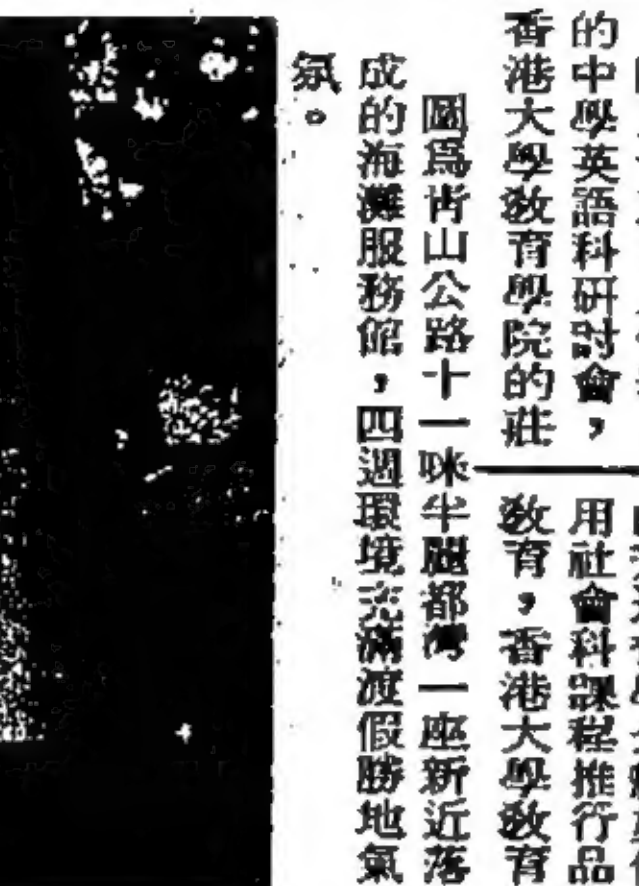 的中學英語科研討會，
香港大學教育學院的莊
用社會科課程推行品
教育，香港大學教育
圖爲青山公路十一咪半麗都灣一座新近落
成的海灘服務館，四週環境充滿渡假勝地氣
氛。